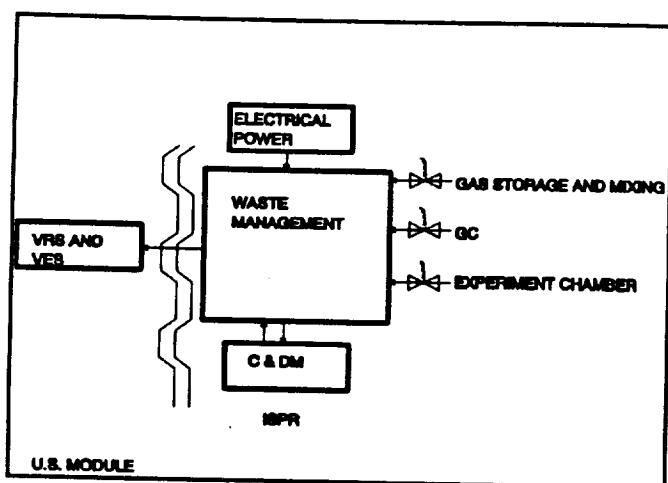 ELECTRICAL
POWER
WASTE
MANAGEMENT
GAS STORAGE AND MIXING
VRS AND
VES
GC
EXPERIMENT CHAMBER
C & DM
ISPR
U.S. MODULE